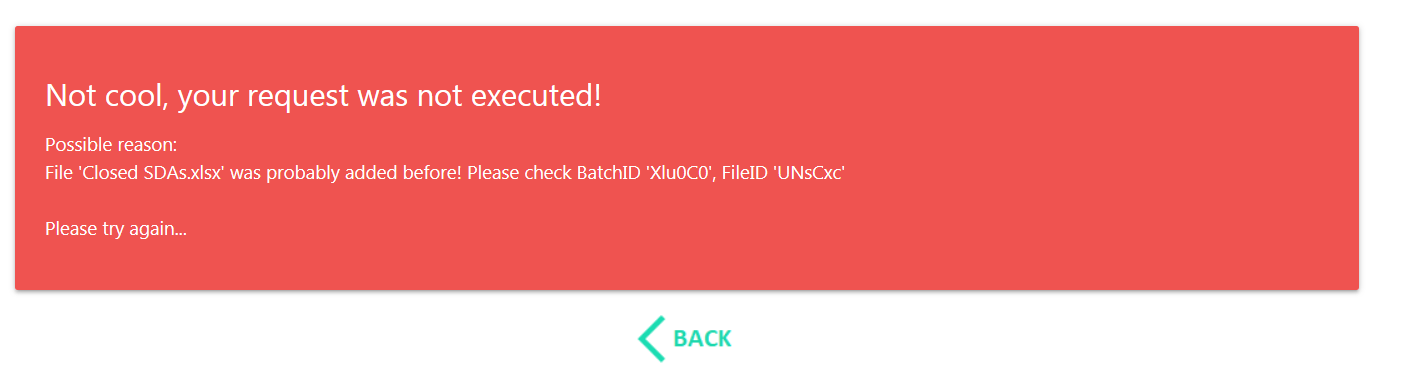 Not cool, your request was not executed!
Possible reason:
File 'Closed SDAs.xlsx' was probably added before! Please check BatchID 'Xlu0C0', FileID 'UNsCxc'
Please try again...
BACK